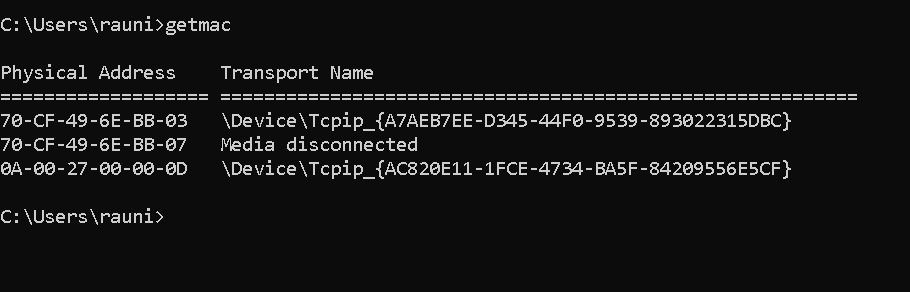 C:\Users\rauni>getmac
Physical Address    Transport Name
=================== ==========================================================
70-CF-49-6E-BB-03   \Device\Tcpip_{A7AEB7EE-D345-44F0-9539-893022315DBC}
70-CF-49-6E-BB-07   Media disconnected
0A-00-27-00-00-0D   \Device\Tcpip_{AC820E11-1FCE-4734-BA5F-84209556E5CF}
C:\Users\rauni>